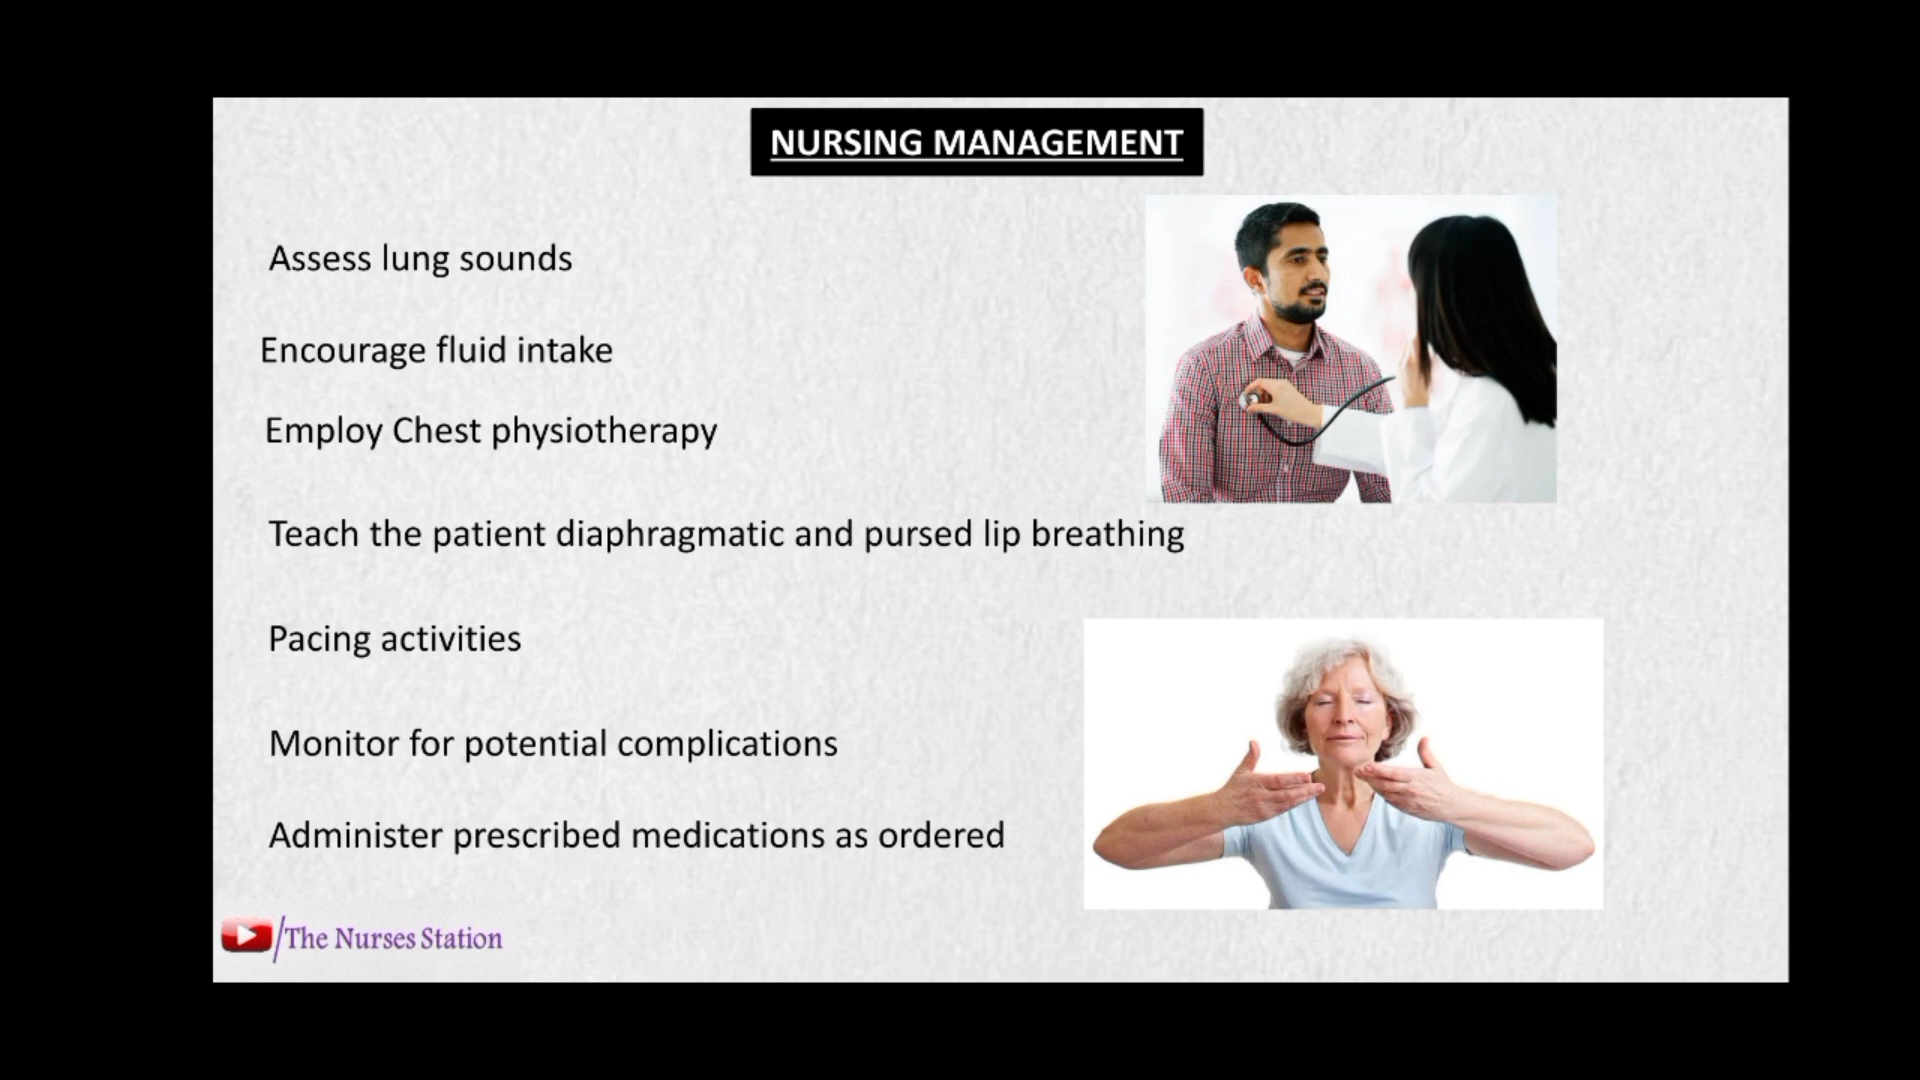 NURSING MANAGEMENT
Assess lung sounds
Encourage fluid intake
Employ Chest physiotherapy
Teach the patient diaphragmatic and pursed lip breathing
Pacing activities
Monitor for potential complications
Administer prescribed medications as ordered
/The Nurses Station